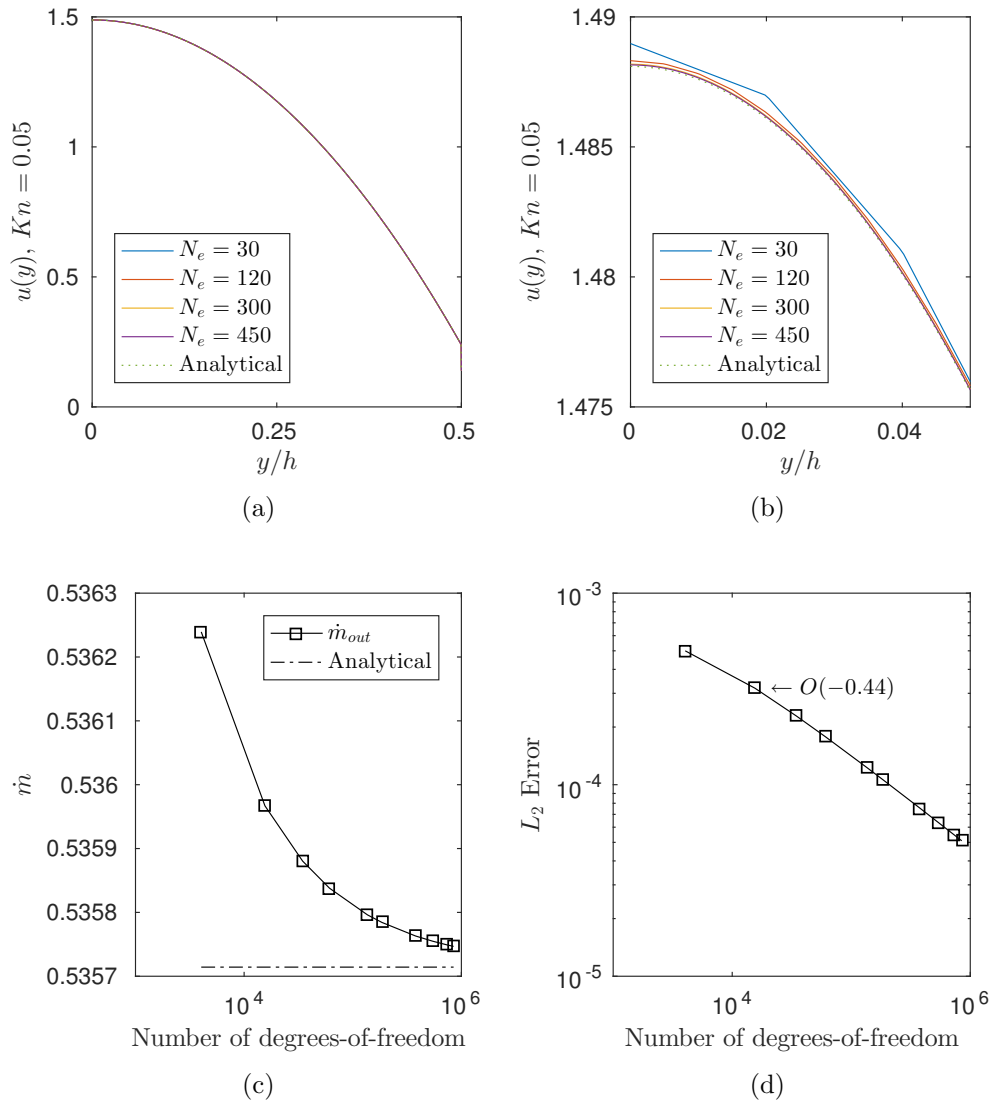 1.5
1
0.5
0
u(y), Kn = 0.05
N_e = 30
N_e = 120
N_e = 300
N_e = 450
Analytical
0 0.25 0.5
y/h
(a)
1.49
1.485
1.48
1.475
u(y), Kn = 0.05
N_e = 30
N_e = 120
N_e = 300
N_e = 450
Analytical
0 0.02 0.04
y/h
(b)
0.5363
0.5362
0.5361
0.536
0.5359
0.5358
0.5357
ṁ
ṁ_out
Analytical
10^4 10^6
Number of degrees-of-freedom
(c)
10^-3
10^-4
10^-5
L_2 Error
← O(−0.44)
10^4 10^6
Number of degrees-of-freedom
(d)